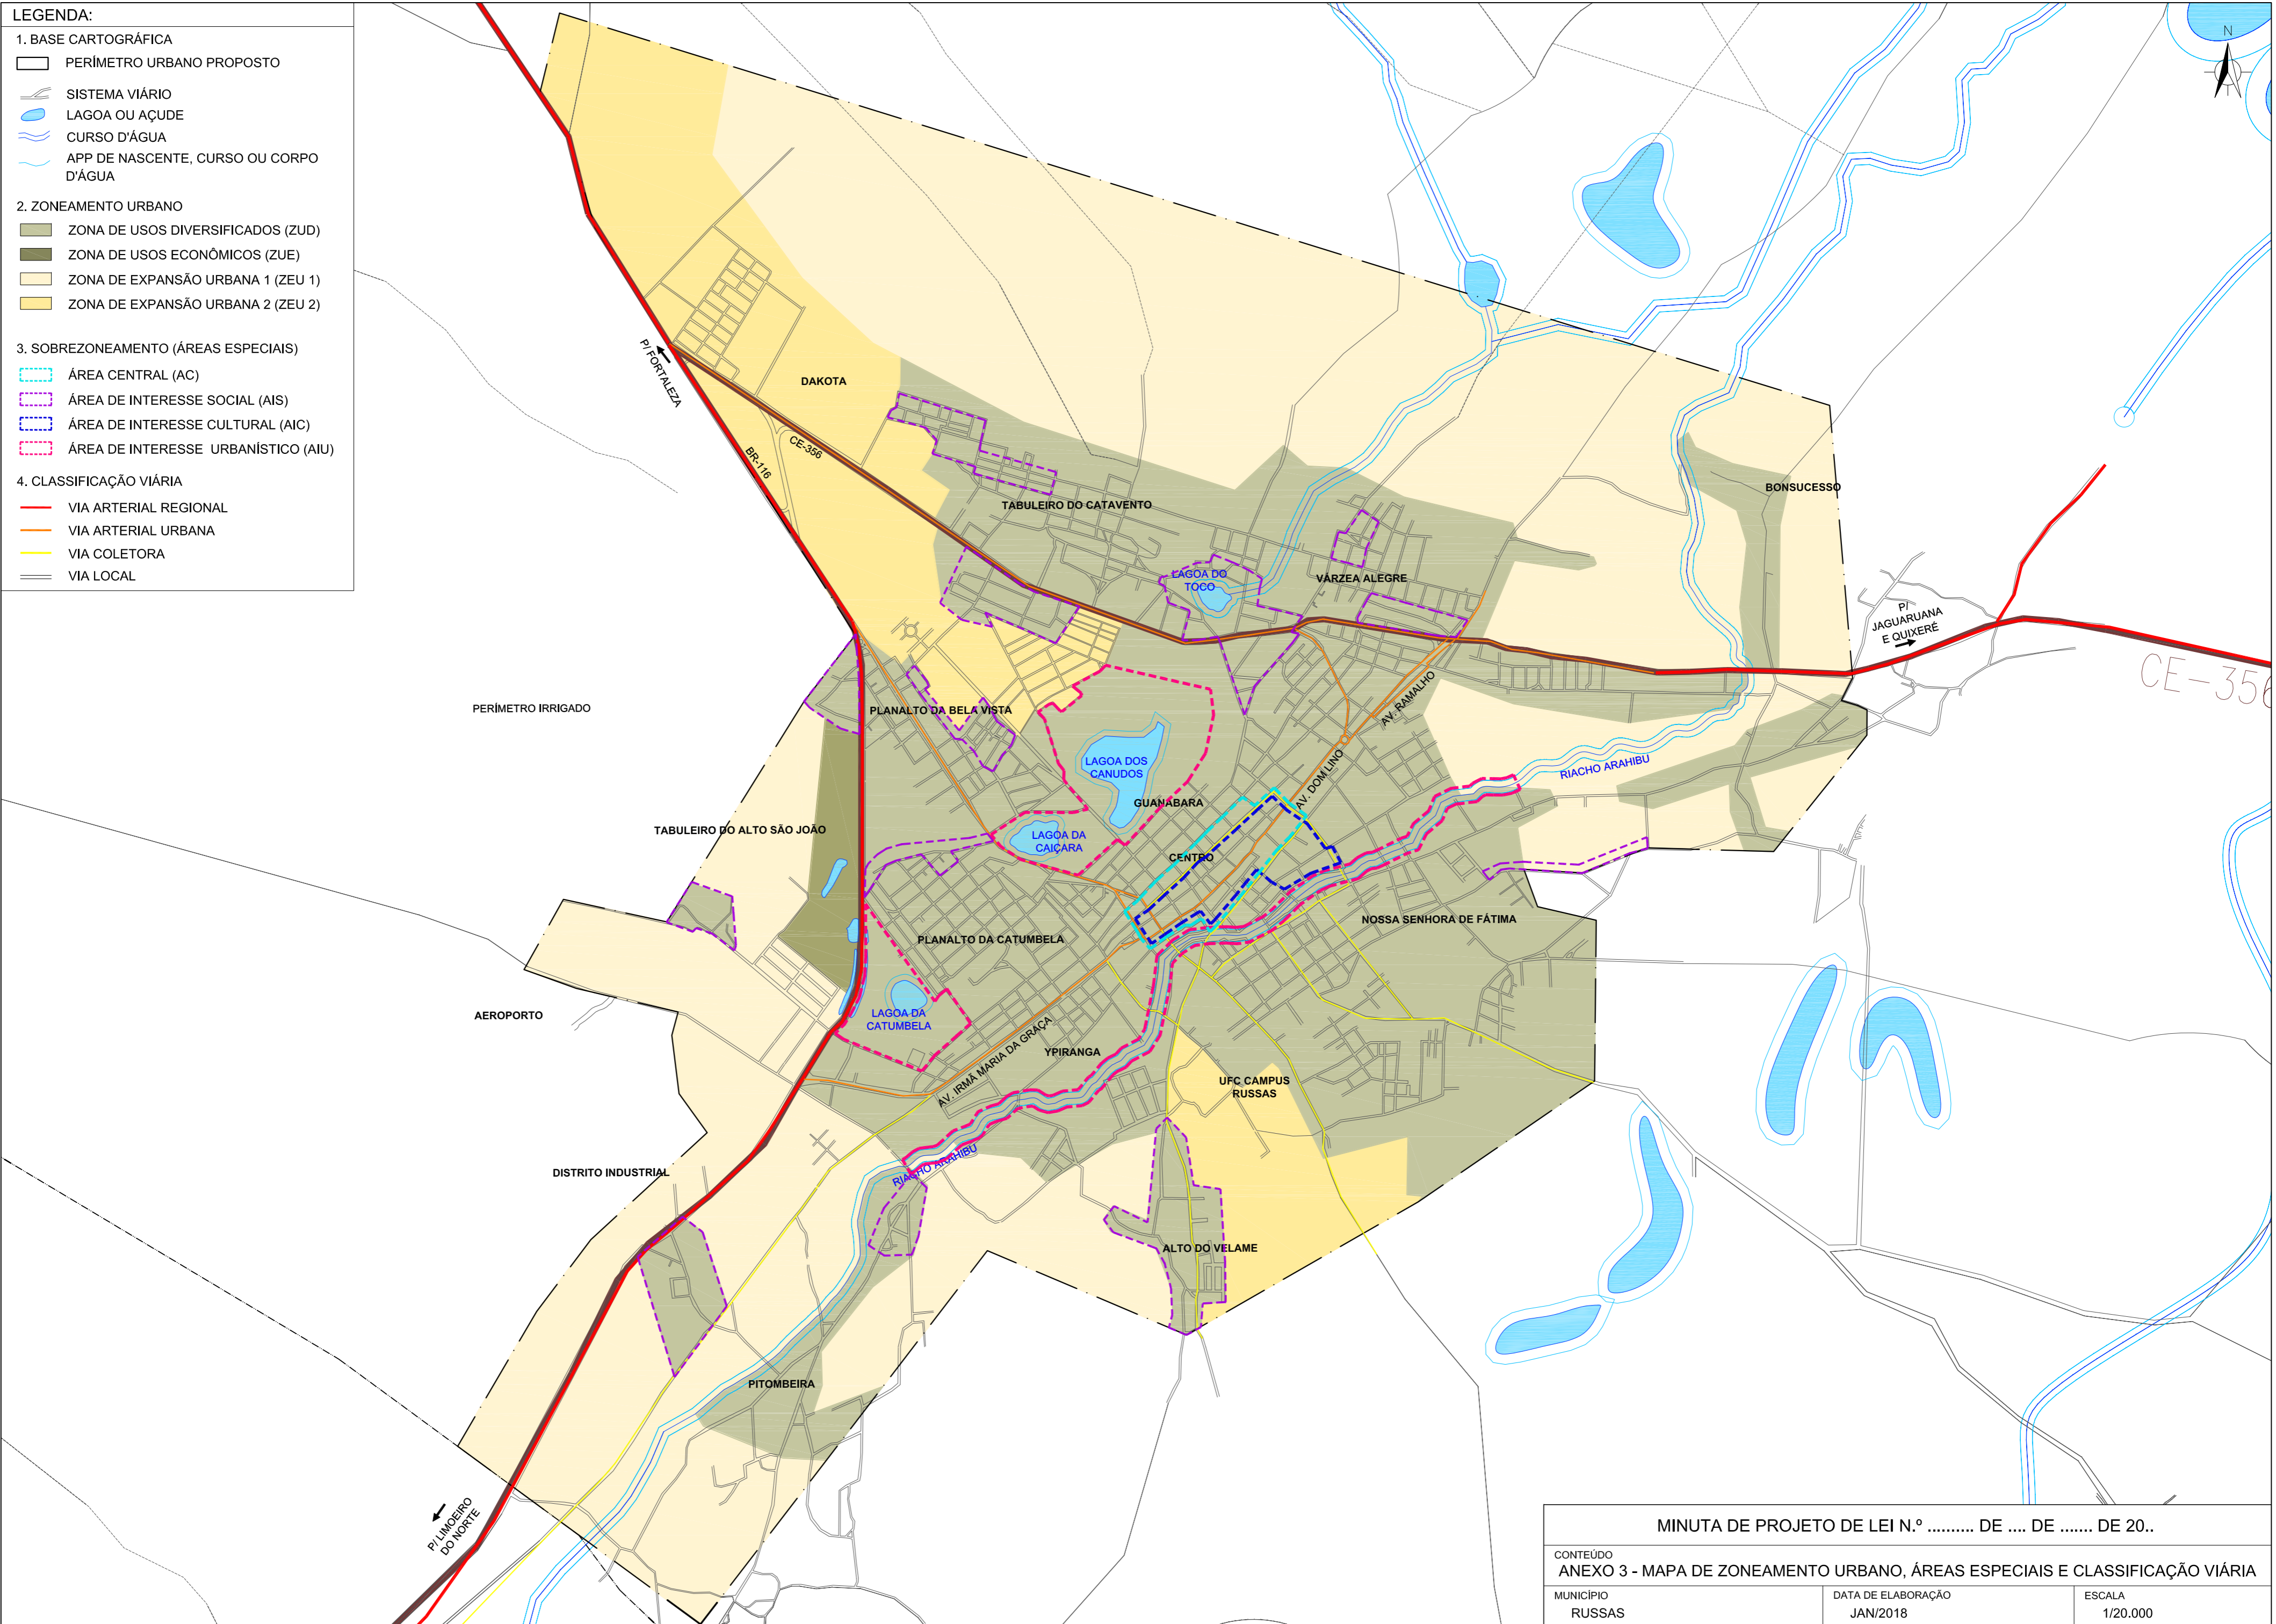 LEGENDA:
1. BASE CARTOGRÁFICA
PERÍMETRO URBANO PROPOSTO
SISTEMA VIÁRIO
LAGOA OU AÇUDE
CURSO D'ÁGUA
APP DE NASCENTE, CURSO OU CORPO
D'ÁGUA
2. ZONEAMENTO URBANO
ZONA DE USOS DIVERSIFICADOS (ZUD)
ZONA DE USOS ECONÔMICOS (ZUE)
ZONA DE EXPANSÃO URBANA 1 (ZEU 1)
ZONA DE EXPANSÃO URBANA 2 (ZEU 2)
3. SOBREZONEAMENTO (ÁREAS ESPECIAIS)
ÁREA CENTRAL (AC)
ÁREA DE INTERESSE SOCIAL (AIS)
ÁREA DE INTERESSE CULTURAL (AIC)
ÁREA DE INTERESSE URBANÍSTICO (AIU)
4. CLASSIFICAÇÃO VIÁRIA
VIA ARTERIAL REGIONAL
VIA ARTERIAL URBANA
VIA COLETORA
VIA LOCAL
N
P/ FORTALEZA
DAKOTA
BR-116
CE-356
TABULEIRO DO CATAVENTO
BONSUCESSO
LAGOA DO
TOCO
VÁRZEA ALEGRE
P/
JAGUARUANA
E QUIXERÉ
CE-356
PERÍMETRO IRRIGADO
PLANALTO DA BELA VISTA
AV. RAMALHO
LAGOA DOS
CANUDOS
RIACHO ARAHIBU
AV. DOM LINO
GUANABARA
TABULEIRO DO ALTO SÃO JOÃO
LAGOA DA
CAIÇARA
CENTRO
NOSSA SENHORA DE FÁTIMA
PLANALTO DA CATUMBELA
AEROPORTO
LAGOA DA
CATUMBELA
AV. IRMÃ MARIA DA GRAÇA
YPIRANGA
UFC CAMPUS
RUSSAS
DISTRITO INDUSTRIAL
RIACHO ARAHIBU
ALTO DO VELAME
PITOMBEIRA
P/ LIMOEIRO
DO NORTE
MINUTA DE PROJETO DE LEI N.º .......... DE .... DE ....... DE 20..
CONTEÚDO
ANEXO 3 - MAPA DE ZONEAMENTO URBANO, ÁREAS ESPECIAIS E CLASSIFICAÇÃO VIÁRIA
MUNICÍPIO
RUSSAS
DATA DE ELABORAÇÃO
JAN/2018
ESCALA
1/20.000